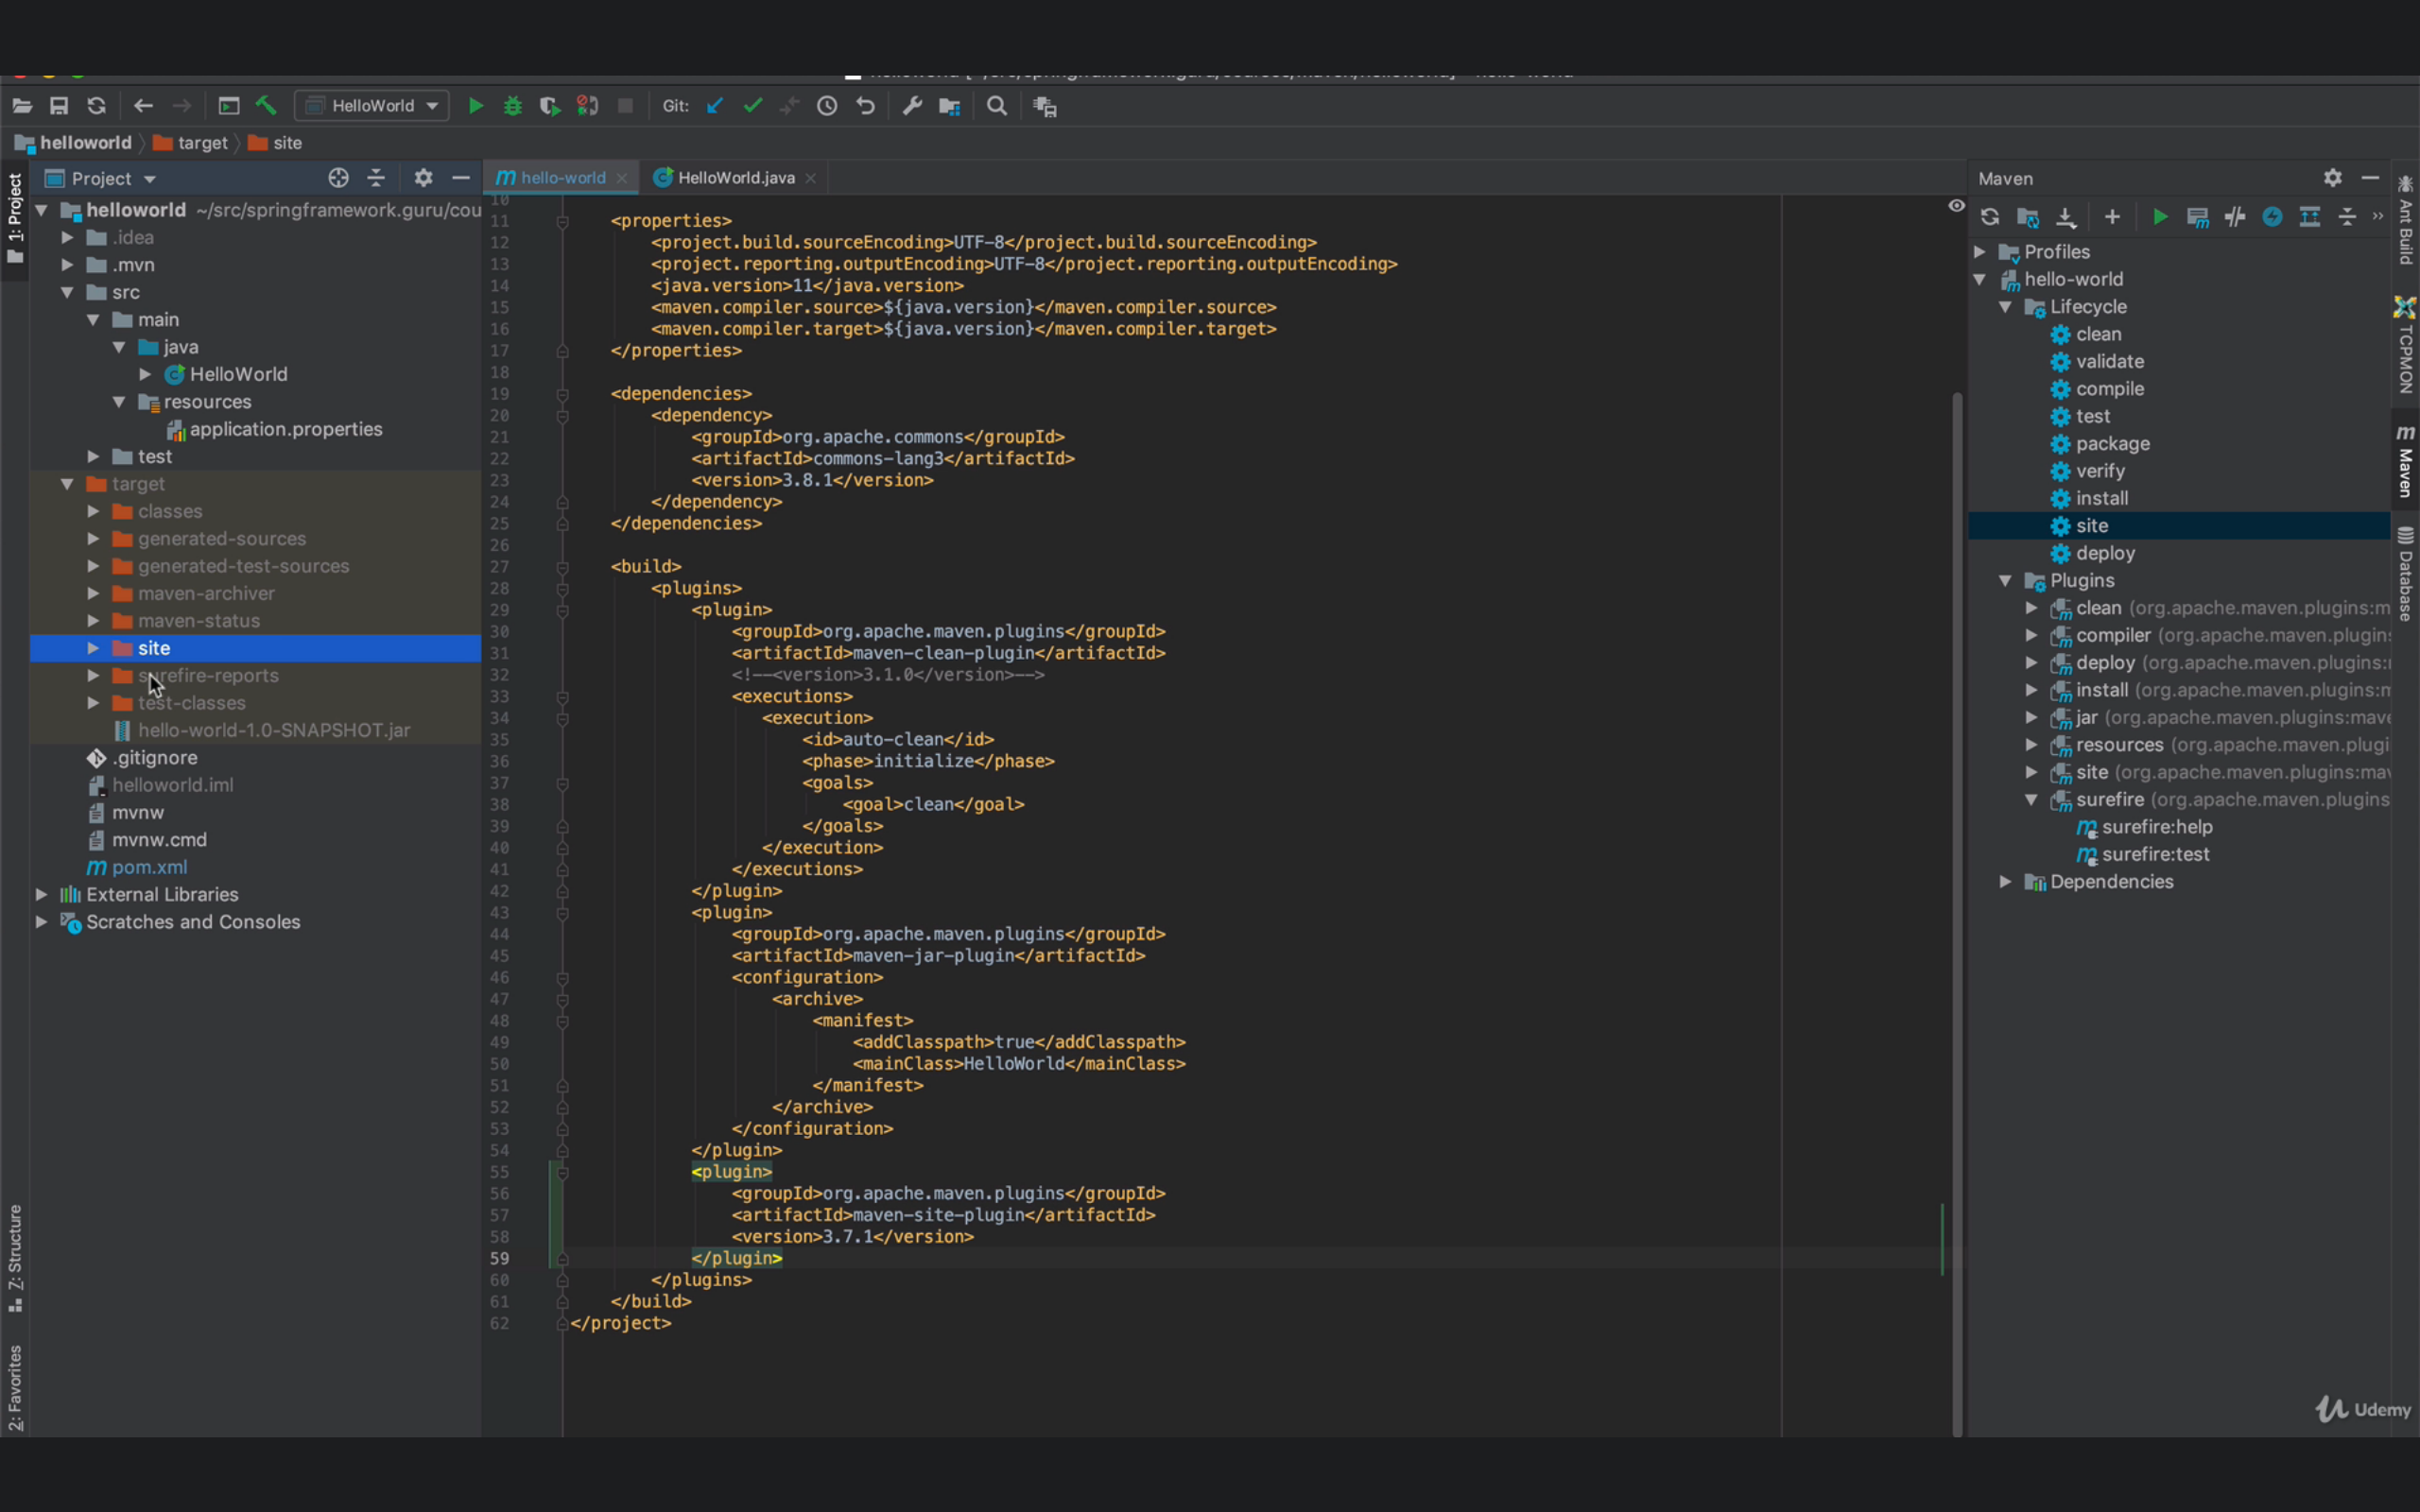 HelloWorld
Git:
helloworld
target
site
1: Project
Project
helloworld ~/src/springframework.guru/cou
.idea
.mvn
src
main
java
HelloWorld
resources
application.properties
test
target
classes
generated-sources
generated-test-sources
maven-archiver
maven-status
site
surefire-reports
test-classes
hello-world-1.0-SNAPSHOT.jar
.gitignore
helloworld.iml
mvnw
mvnw.cmd
pom.xml
External Libraries
Scratches and Consoles
Z: Structure
2: Favorites
hello-world
HelloWorld.java
10
11 <properties>
12 <project.build.sourceEncoding>UTF-8</project.build.sourceEncoding>
13 <project.reporting.outputEncoding>UTF-8</project.reporting.outputEncoding>
14 <java.version>11</java.version>
15 <maven.compiler.source>${java.version}</maven.compiler.source>
16 <maven.compiler.target>${java.version}</maven.compiler.target>
17 </properties>
18
19 <dependencies>
20 <dependency>
21 <groupId>org.apache.commons</groupId>
22 <artifactId>commons-lang3</artifactId>
23 <version>3.8.1</version>
24 </dependency>
25 </dependencies>
26
27 <build>
28 <plugins>
29 <plugin>
30 <groupId>org.apache.maven.plugins</groupId>
31 <artifactId>maven-clean-plugin</artifactId>
32 <!--<version>3.1.0</version>-->
33 <executions>
34 <execution>
35 <id>auto-clean</id>
36 <phase>initialize</phase>
37 <goals>
38 <goal>clean</goal>
39 </goals>
40 </execution>
41 </executions>
42 </plugin>
43 <plugin>
44 <groupId>org.apache.maven.plugins</groupId>
45 <artifactId>maven-jar-plugin</artifactId>
46 <configuration>
47 <archive>
48 <manifest>
49 <addClasspath>true</addClasspath>
50 <mainClass>HelloWorld</mainClass>
51 </manifest>
52 </archive>
53 </configuration>
54 </plugin>
55 <plugin>
56 <groupId>org.apache.maven.plugins</groupId>
57 <artifactId>maven-site-plugin</artifactId>
58 <version>3.7.1</version>
59 </plugin>
60 </plugins>
61 </build>
62 </project>
Maven
Profiles
hello-world
Lifecycle
clean
validate
compile
test
package
verify
install
site
deploy
Plugins
clean (org.apache.maven.plugins:m
compiler (org.apache.maven.plugins
deploy (org.apache.maven.plugins:
install (org.apache.maven.plugins:m
jar (org.apache.maven.plugins:mave
resources (org.apache.maven.plugi
site (org.apache.maven.plugins:mav
surefire (org.apache.maven.plugins
surefire:help
surefire:test
Dependencies
Ant Build
TCPMON
Maven
Database
Udemy